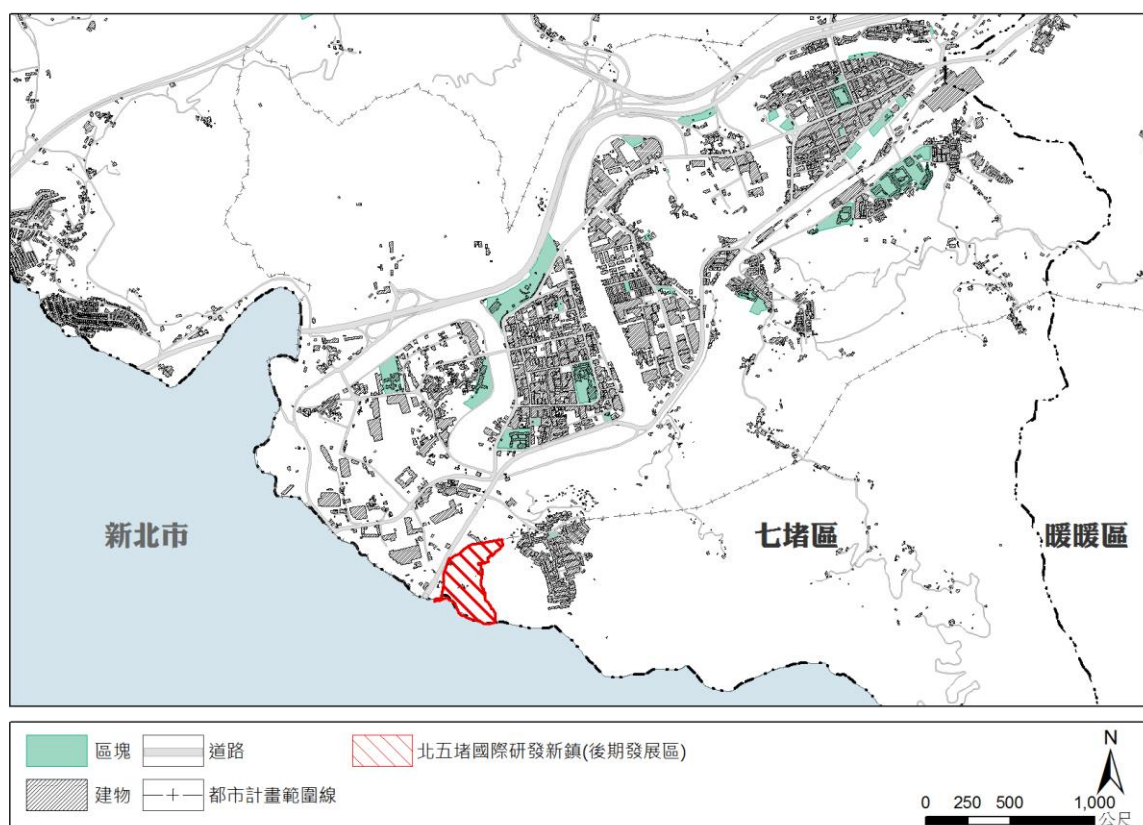 新北市
七堵區
暖暖區
區塊
道路
北五堵國際研發新鎮(後期發展區)
建物
都市計畫範圍線
N
0 250 500 1,000
公尺